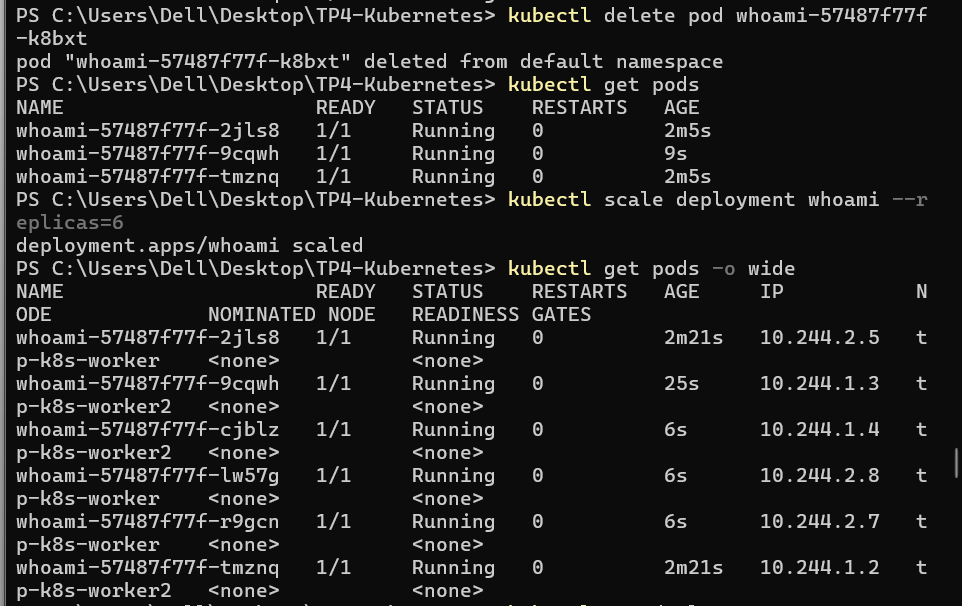 PS C:\Users\Dell\Desktop\TP4-Kubernetes> kubectl delete pod whoami-57487f77f
-k8bxt
pod "whoami-57487f77f-k8bxt" deleted from default namespace
PS C:\Users\Dell\Desktop\TP4-Kubernetes> kubectl get pods
NAME                     READY   STATUS    RESTARTS   AGE
whoami-57487f77f-2jls8   1/1     Running   0          2m5s
whoami-57487f77f-9cqwh   1/1     Running   0          9s
whoami-57487f77f-tmznq   1/1     Running   0          2m5s
PS C:\Users\Dell\Desktop\TP4-Kubernetes> kubectl scale deployment whoami --r
eplicas=6
deployment.apps/whoami scaled
PS C:\Users\Dell\Desktop\TP4-Kubernetes> kubectl get pods -o wide
NAME                     READY   STATUS    RESTARTS   AGE     IP           N
ODE             NOMINATED NODE   READINESS GATES
whoami-57487f77f-2jls8   1/1     Running   0          2m21s   10.244.2.5   t
p-k8s-worker    <none>           <none>
whoami-57487f77f-9cqwh   1/1     Running   0          25s     10.244.1.3   t
p-k8s-worker2   <none>           <none>
whoami-57487f77f-cjblz   1/1     Running   0          6s      10.244.1.4   t
p-k8s-worker2   <none>           <none>
whoami-57487f77f-lw57g   1/1     Running   0          6s      10.244.2.8   t
p-k8s-worker    <none>           <none>
whoami-57487f77f-r9gcn   1/1     Running   0          6s      10.244.2.7   t
p-k8s-worker    <none>           <none>
whoami-57487f77f-tmznq   1/1     Running   0          2m21s   10.244.1.2   t
p-k8s-worker2   <none>           <none>